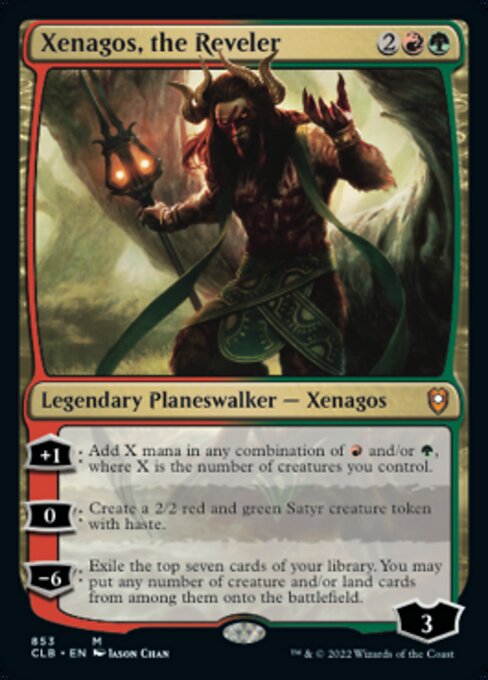 Xenagos, the Reveler 2
Legendary Planeswalker — Xenagos
+1 : Add X mana in any combination of and/or ,
where X is the number of creatures you control.
0 : Create a 2/2 red and green Satyr creature token
with haste.
−6 : Exile the top seven cards of your library. You may
put any number of creature and/or land cards
from among them onto the battlefield.
3
853 M
CLB • EN Jason Chan
™ & © 2022 Wizards of the Coast